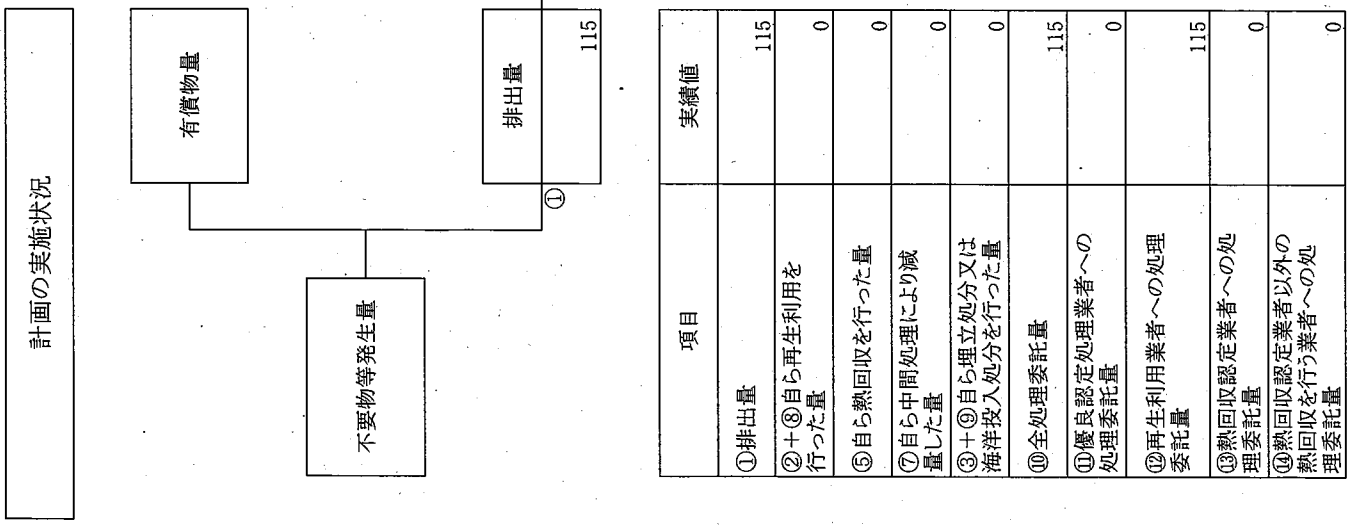 計画の実施状況
有償物量
不要物等発生量
排出量
①
115
項目
実績値
①排出量
115
②+⑧自ら再生利用を
行った量
0
⑤自ら熱回収を行った量
0
⑦自ら中間処理により減
量した量
0
③+⑨自ら埋立処分又は
海洋投入処分を行った量
0
⑩全処理委託量
115
⑪優良認定処理業者への
処理委託量
0
⑫再生利用業者への処理
委託量
115
⑬熱回収認定業者への処
理委託量
0
⑭熱回収認定業者以外の
熱回収を行う業者への処
理委託量
0